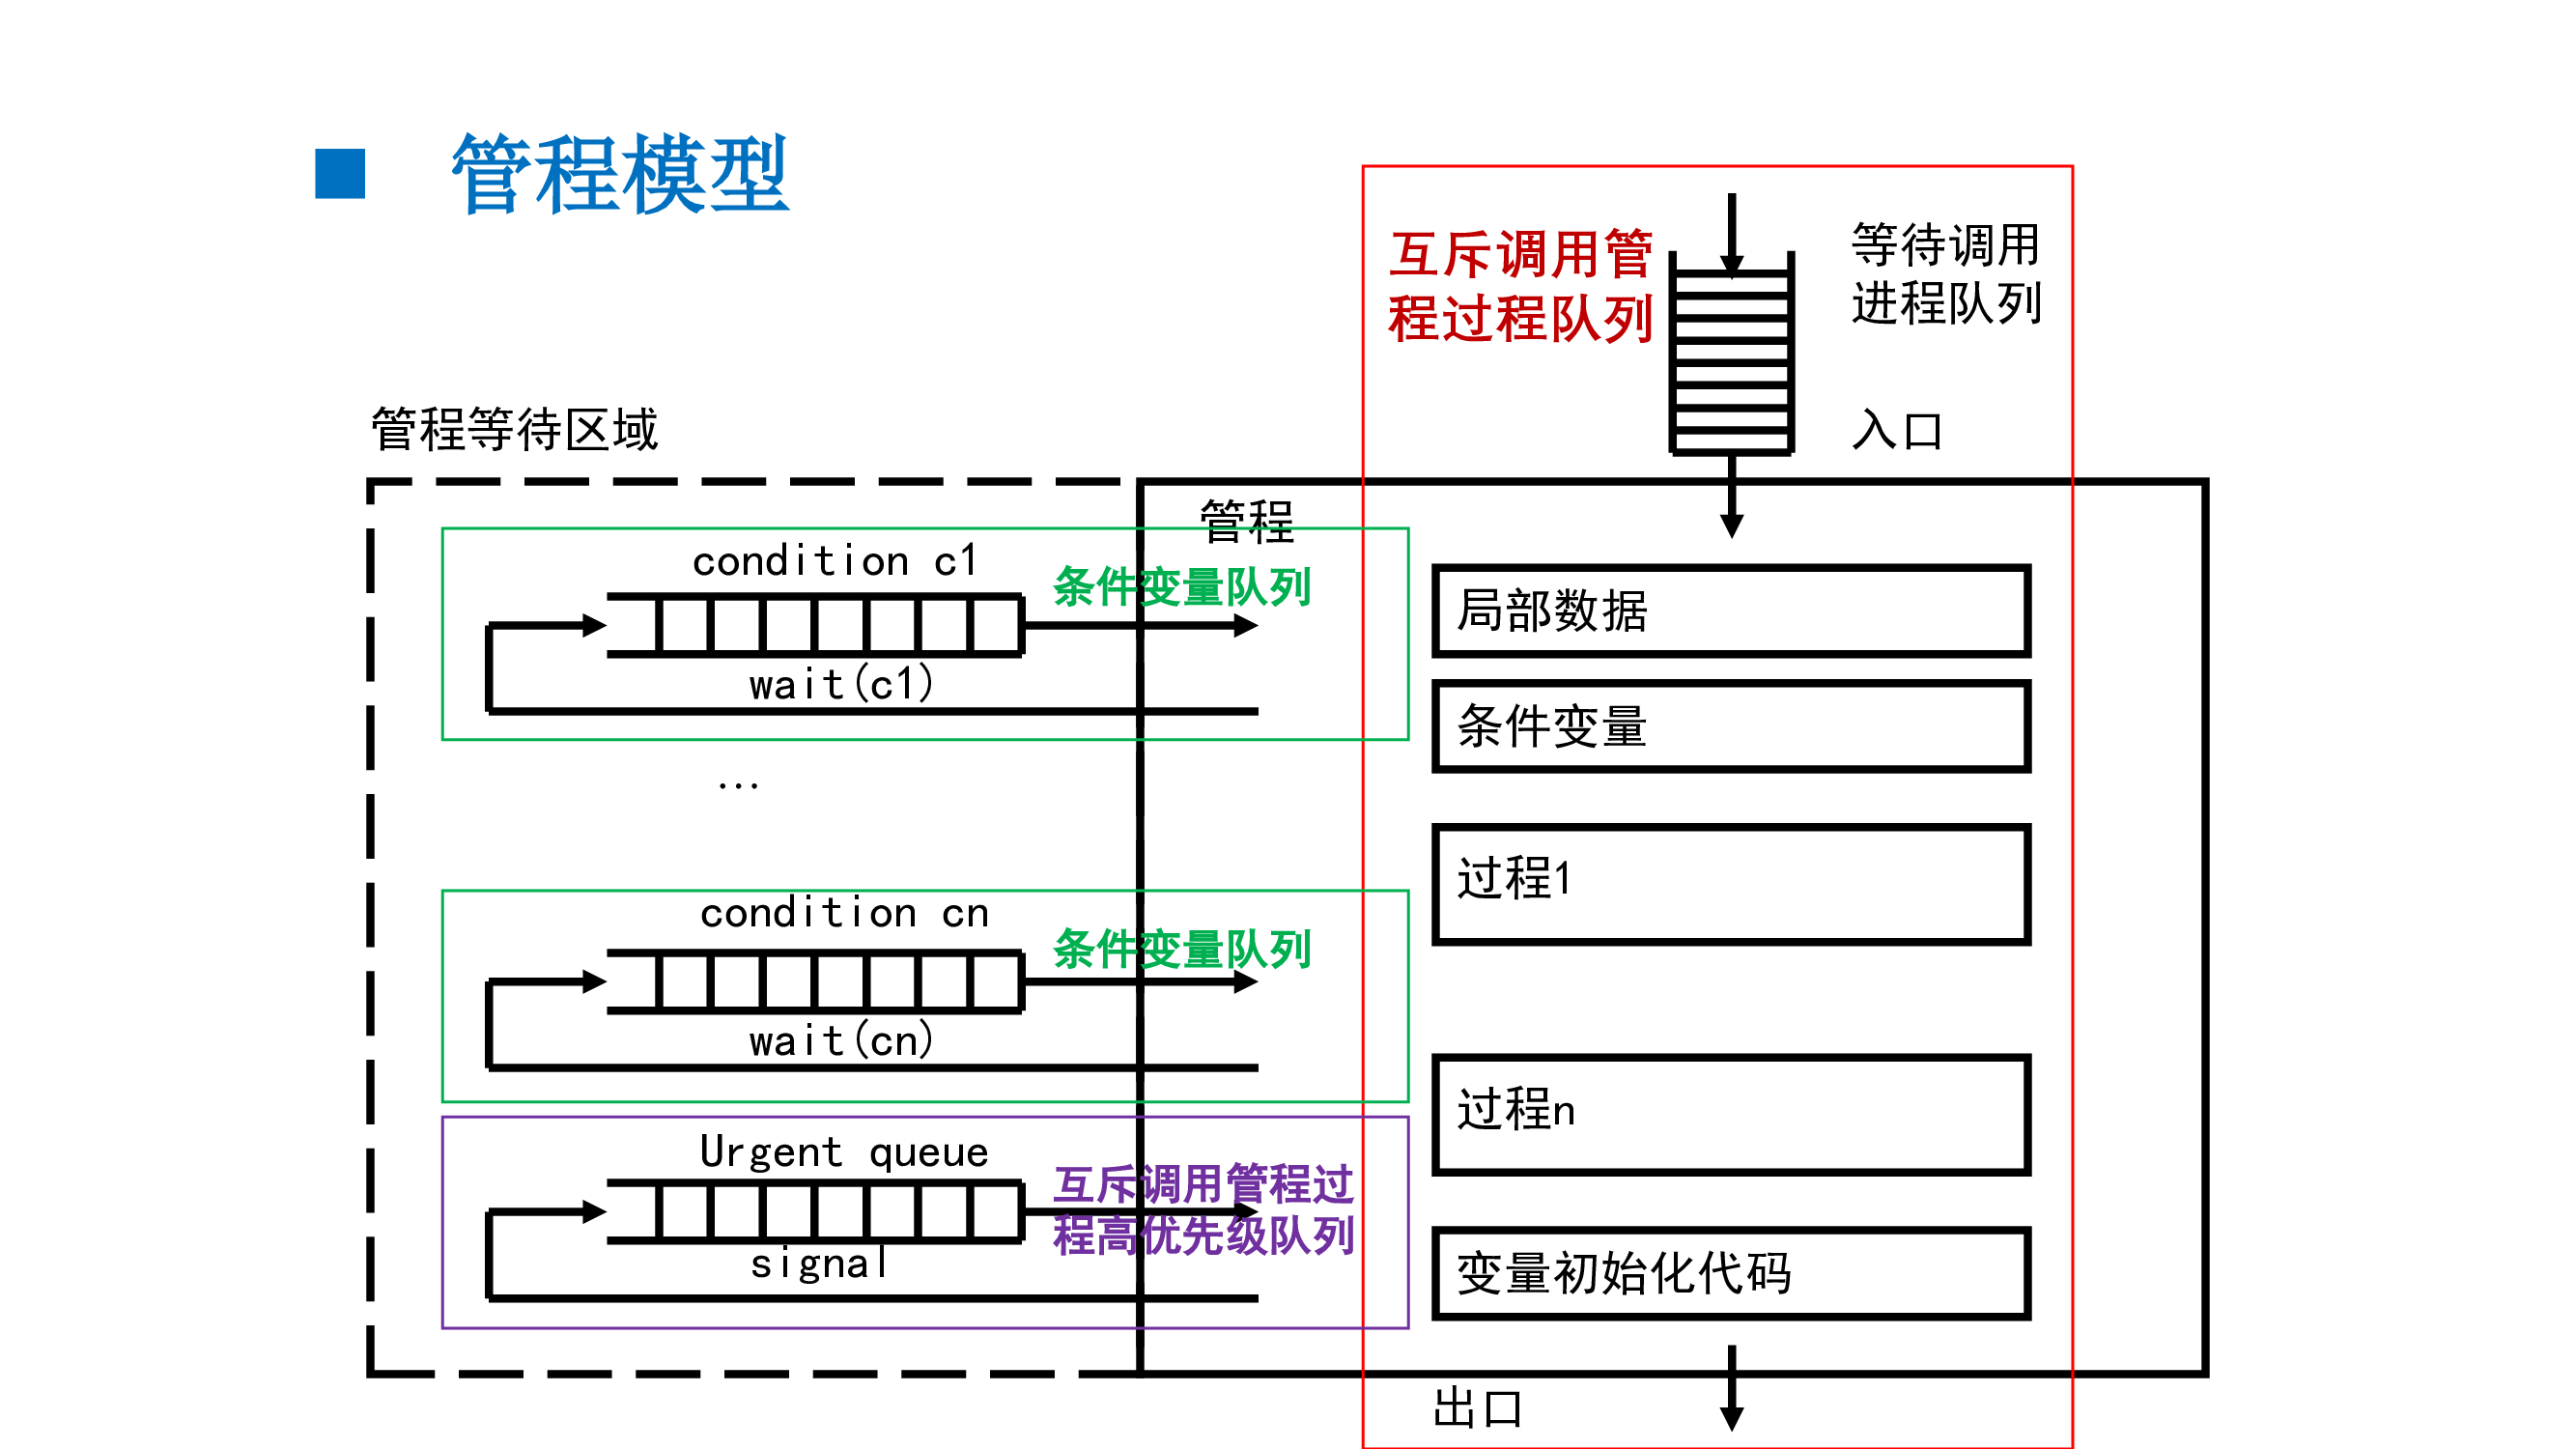 管程模型
互斥调用管
程过程队列
等待调用
进程队列
入口
管程等待区域
管程
condition c1
条件变量队列
wait(c1)
...
condition cn
条件变量队列
wait(cn)
Urgent queue
互斥调用管程过
程高优先级队列
signal
局部数据
条件变量
过程1
过程n
变量初始化代码
出口